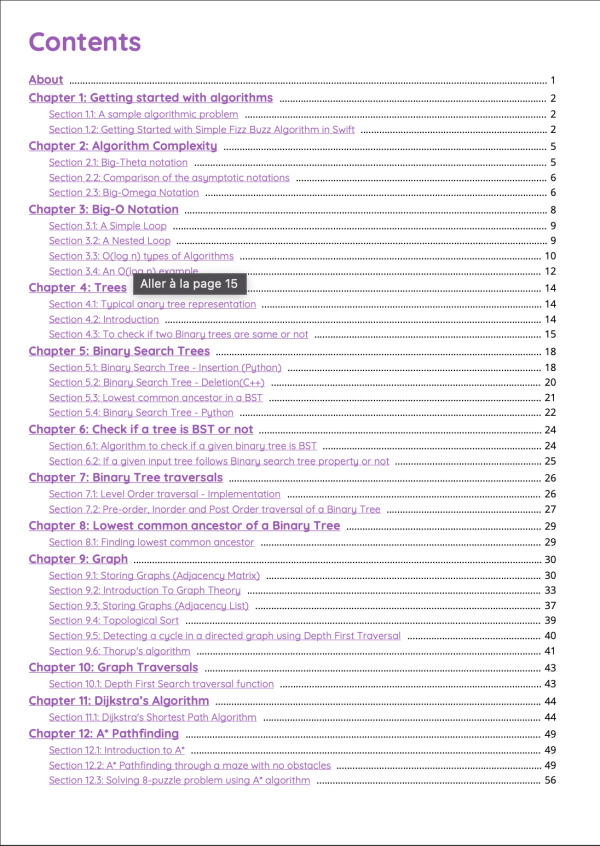 Contents
About 1
Chapter 1: Getting started with algorithms 2
Section 1.1: A sample algorithmic problem 2
Section 1.2: Getting Started with Simple Fizz Buzz Algorithm in Swift 2
Chapter 2: Algorithm Complexity 5
Section 2.1: Big-Theta notation 5
Section 2.2: Comparison of the asymptotic notations 6
Section 2.3: Big-Omega Notation 6
Chapter 3: Big-O Notation 8
Section 3.1: A Simple Loop 9
Section 3.2: A Nested Loop 9
Section 3.3: O(log n) types of Algorithms 10
Section 3.4: An O(log n) example 12
Aller à la page 15
Chapter 4: Trees 14
Section 4.1: Typical anary tree representation 14
Section 4.2: Introduction 14
Section 4.3: To check if two Binary trees are same or not 15
Chapter 5: Binary Search Trees 18
Section 5.1: Binary Search Tree - Insertion (Python) 18
Section 5.2: Binary Search Tree - Deletion(C++) 20
Section 5.3: Lowest common ancestor in a BST 21
Section 5.4: Binary Search Tree - Python 22
Chapter 6: Check if a tree is BST or not 24
Section 6.1: Algorithm to check if a given binary tree is BST 24
Section 6.2: If a given input tree follows Binary search tree property or not 25
Chapter 7: Binary Tree traversals 26
Section 7.1: Level Order traversal - Implementation 26
Section 7.2: Pre-order, Inorder and Post Order traversal of a Binary Tree 27
Chapter 8: Lowest common ancestor of a Binary Tree 29
Section 8.1: Finding lowest common ancestor 29
Chapter 9: Graph 30
Section 9.1: Storing Graphs (Adjacency Matrix) 30
Section 9.2: Introduction To Graph Theory 33
Section 9.3: Storing Graphs (Adjacency List) 37
Section 9.4: Topological Sort 39
Section 9.5: Detecting a cycle in a directed graph using Depth First Traversal 40
Section 9.6: Thorup's algorithm 41
Chapter 10: Graph Traversals 43
Section 10.1: Depth First Search traversal function 43
Chapter 11: Dijkstra's Algorithm 44
Section 11.1: Dijkstra's Shortest Path Algorithm 44
Chapter 12: A* Pathfinding 49
Section 12.1: Introduction to A* 49
Section 12.2: A* Pathfinding through a maze with no obstacles 49
Section 12.3: Solving 8-puzzle problem using A* algorithm 56